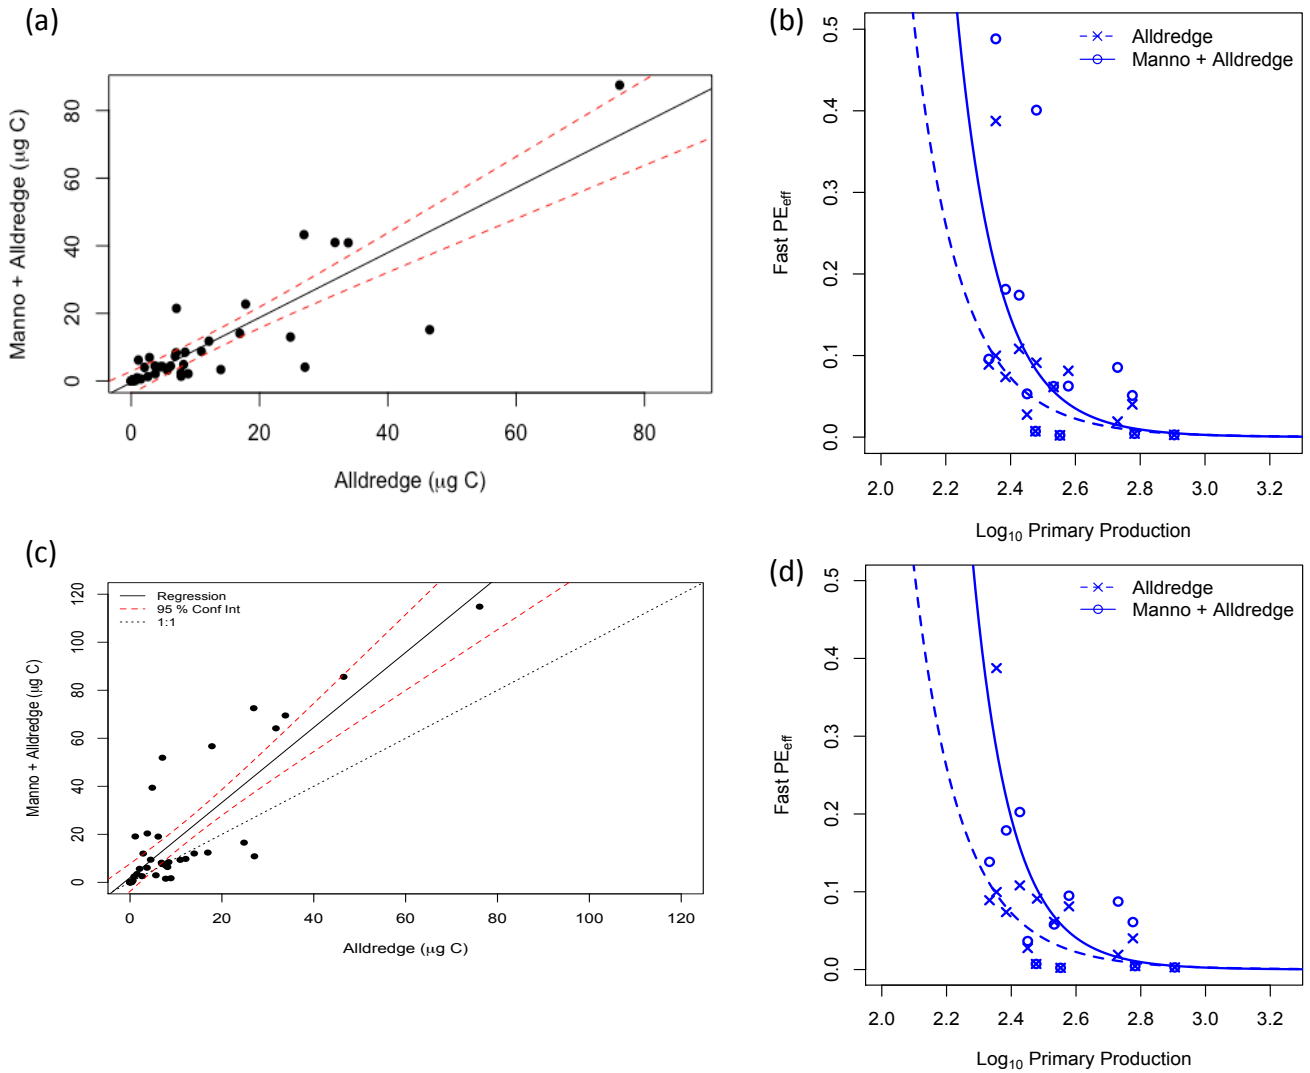 (a)
Manno + Alldredge (µg C)
80
60
40
20
0
0 20 40 60 80
Alldredge (µg C)
(b)
Alldredge
Manno + Alldredge
Fast PEeff
0.5
0.4
0.3
0.2
0.1
0.0
2.0 2.2 2.4 2.6 2.8 3.0 3.2
Log10 Primary Production
(c)
Regression
95 % Conf Int
1:1
Manno + Alldredge (µg C)
120
100
80
60
40
20
0
0 20 40 60 80 100 120
Alldredge (µg C)
(d)
Alldredge
Manno + Alldredge
Fast PEeff
0.5
0.4
0.3
0.2
0.1
0.0
2.0 2.2 2.4 2.6 2.8 3.0 3.2
Log10 Primary Production